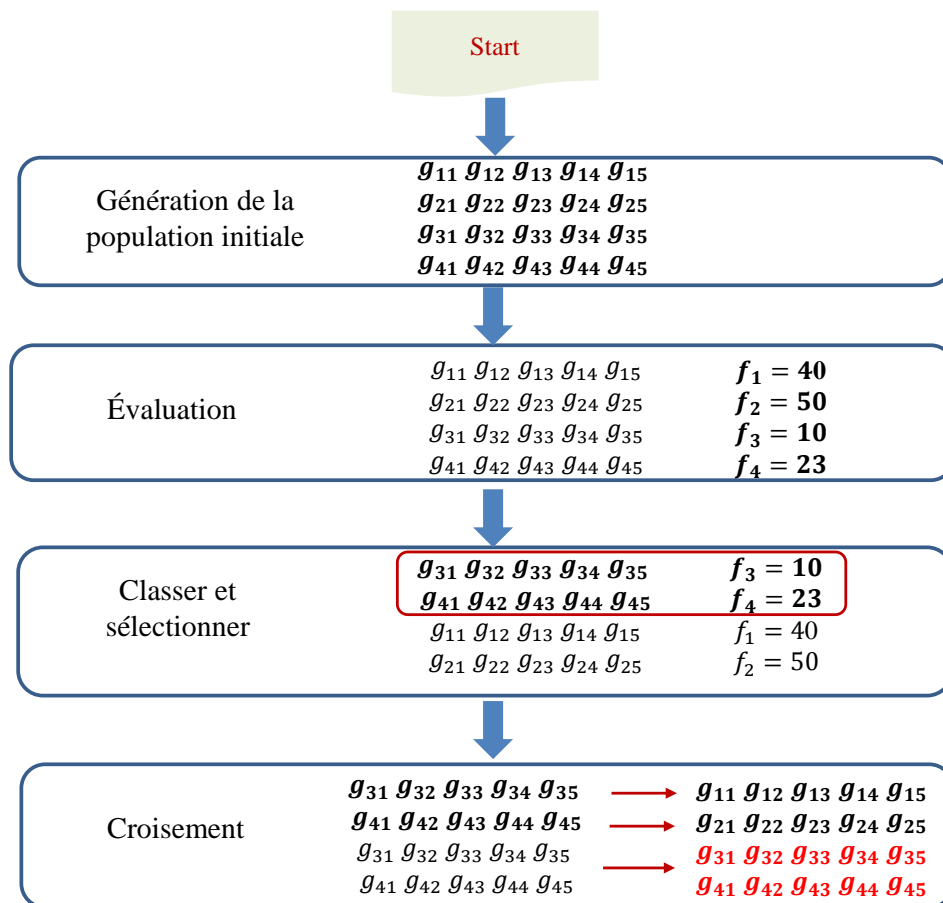 Start
Génération de la
population initiale
g₁₁ g₁₂ g₁₃ g₁₄ g₁₅
g₂₁ g₂₂ g₂₃ g₂₄ g₂₅
g₃₁ g₃₂ g₃₃ g₃₄ g₃₅
g₄₁ g₄₂ g₄₃ g₄₄ g₄₅
Évaluation
g₁₁ g₁₂ g₁₃ g₁₄ g₁₅ f₁ = 40
g₂₁ g₂₂ g₂₃ g₂₄ g₂₅ f₂ = 50
g₃₁ g₃₂ g₃₃ g₃₄ g₃₅ f₃ = 10
g₄₁ g₄₂ g₄₃ g₄₄ g₄₅ f₄ = 23
Classer et
sélectionner
g₃₁ g₃₂ g₃₃ g₃₄ g₃₅ f₃ = 10
g₄₁ g₄₂ g₄₃ g₄₄ g₄₅ f₄ = 23
g₁₁ g₁₂ g₁₃ g₁₄ g₁₅ f₁ = 40
g₂₁ g₂₂ g₂₃ g₂₄ g₂₅ f₂ = 50
Croisement
g₃₁ g₃₂ g₃₃ g₃₄ g₃₅ g₁₁ g₁₂ g₁₃ g₁₄ g₁₅
g₄₁ g₄₂ g₄₃ g₄₄ g₄₅ g₂₁ g₂₂ g₂₃ g₂₄ g₂₅
g₃₁ g₃₂ g₃₃ g₃₄ g₃₅ g₃₁ g₃₂ g₃₃ g₃₄ g₃₅
g₄₁ g₄₂ g₄₃ g₄₄ g₄₅ g₄₁ g₄₂ g₄₃ g₄₄ g₄₅